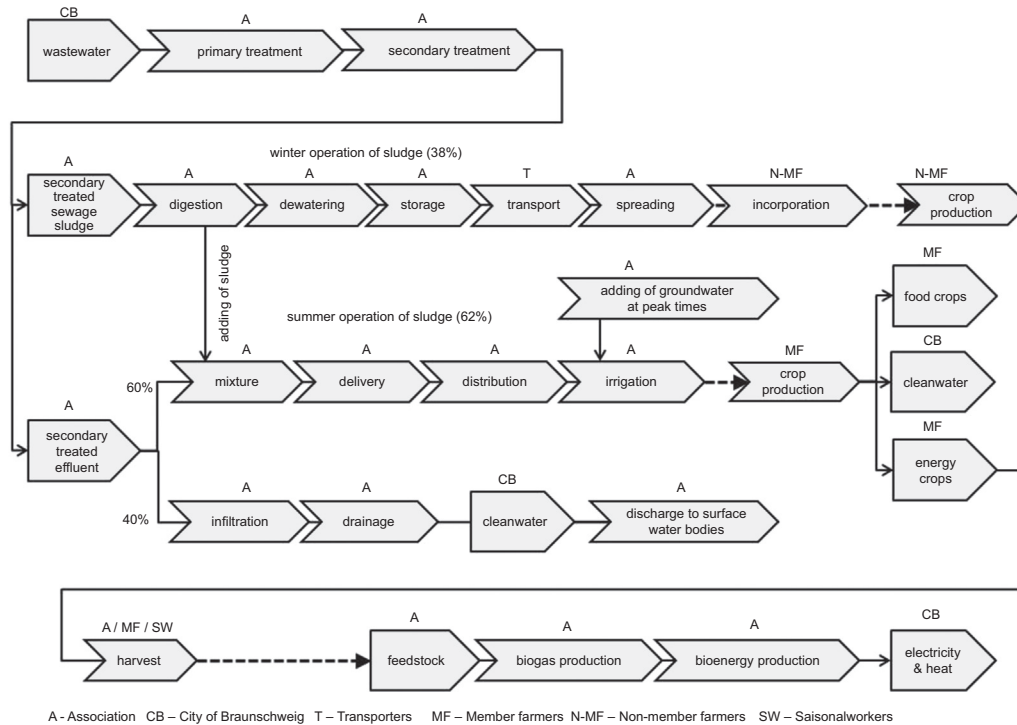 CB
A
A
wastewater
primary treatment
secondary treatment
winter operation of sludge (38%)
A
A
A
A
T
A
N-MF
N-MF
secondary
treated
sewage
sludge
digestion
dewatering
storage
transport
spreading
incorporation
crop
production
adding of sludge
A
adding of groundwater
at peak times
MF
food crops
summer operation of sludge (62%)
A
A
A
A
MF
CB
60%
mixture
delivery
distribution
irrigation
crop
production
cleanwater
A
secondary
treated
effluent
MF
energy
crops
40%
A
A
CB
A
infiltration
drainage
cleanwater
discharge to surface
water bodies
A / MF / SW
A
A
A
CB
harvest
feedstock
biogas production
bioenergy production
electricity
& heat
A - Association CB – City of Braunschweig T – Transporters MF – Member farmers N-MF – Non-member farmers SW – Saisonalworkers